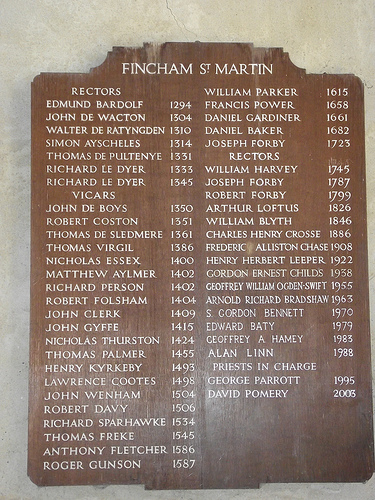 FINCHAM ST MARTIN
RECTORS
EDMUND BARDOLF 1294
JOHN DE WACTON 1304
WALTER DE RATYNGDEN 1310
SIMON AYSCHELES 1314
THOMAS DE PULTENYE 1331
RICHARD LE DYER 1333
RICHARD LE DYER 1345
VICARS
JOHN DE BOYS 1350
ROBERT COSTON 1351
THOMAS DE SLEDMERE 1361
THOMAS VIRGIL 1386
NICHOLAS ESSEX 1400
MATTHEW AYLMER 1402
RICHARD PERSON 1402
ROBERT FOLSHAM 1404
JOHN CLERK 1409
JOHN GYFFE 1415
NICHOLAS THURSTON 1424
THOMAS PALMER 1455
HENRY KYRKEBY 1493
LAWRENCE COOTES 1498
JOHN WENHAM 1504
ROBERT DAVY 1506
RICHARD SPARHAWKE 1534
THOMAS FREKE 1545
ANTHONY FLETCHER 1586
ROGER GUNSON 1587
WILLIAM PARKER 1615
FRANCIS POWER 1658
DANIEL GARDINER 1661
DANIEL BAKER 1682
JOSEPH FORBY 1723
RECTORS
WILLIAM HARVEY 1745
JOSEPH FORBY 1787
ROBERT FORBY 1799
ARTHUR LOFTUS 1826
WILLIAM BLYTH 1846
CHARLES HENRY CROSSE 1886
FREDERIC ALLISTON CHASE 1908
HENRY HERBERT LEEPER 1922
GORDON ERNEST CHILDS 1938
GEOFFREY WILLIAM OGDEN-SWIFT 1955
ARNOLD RICHARD BRADSHAW 1963
S. GORDON BENNETT 1970
EDWARD BATY 1979
GEOFFREY A HAMEY 1983
ALAN LINN 1988
PRIESTS IN CHARGE
GEORGE PARROTT 1995
DAVID POMERY 2003